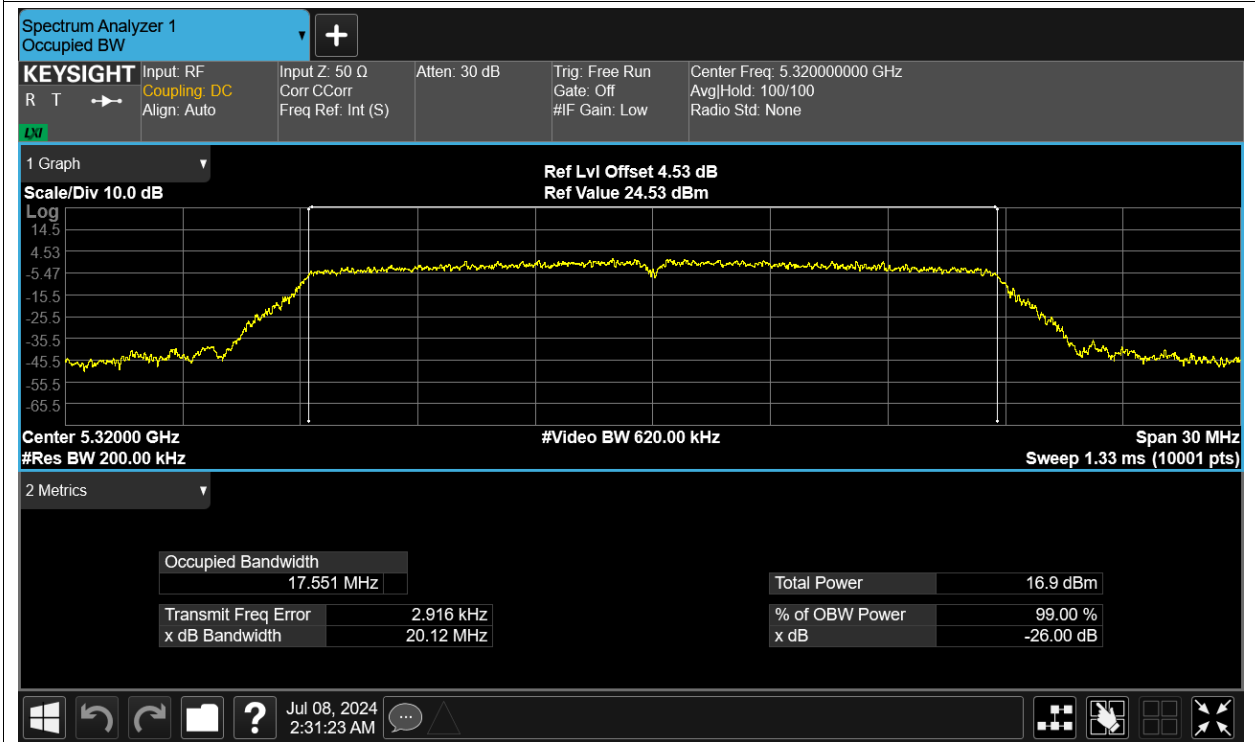 Spectrum Analyzer 1
Occupied BW
KEYSIGHT
R T
LXI
Input: RF
Coupling: DC
Align: Auto
Input Z: 50 Ω
Corr CCorr
Freq Ref: Int (S)
Atten: 30 dB
Trig: Free Run
Gate: Off
#IF Gain: Low
Center Freq: 5.320000000 GHz
Avg|Hold: 100/100
Radio Std: None
1 Graph
Scale/Div 10.0 dB
Ref Lvl Offset 4.53 dB
Ref Value 24.53 dBm
Log
14.5
4.53
-5.47
-15.5
-25.5
-35.5
-45.5
-55.5
-65.5
Center 5.32000 GHz
#Video BW 620.00 kHz
Span 30 MHz
#Res BW 200.00 kHz
Sweep 1.33 ms (10001 pts)
2 Metrics
Occupied Bandwidth
17.551 MHz
Total Power 16.9 dBm
Transmit Freq Error 2.916 kHz
% of OBW Power 99.00 %
x dB Bandwidth 20.12 MHz
x dB -26.00 dB
?
Jul 08, 2024
2:31:23 AM